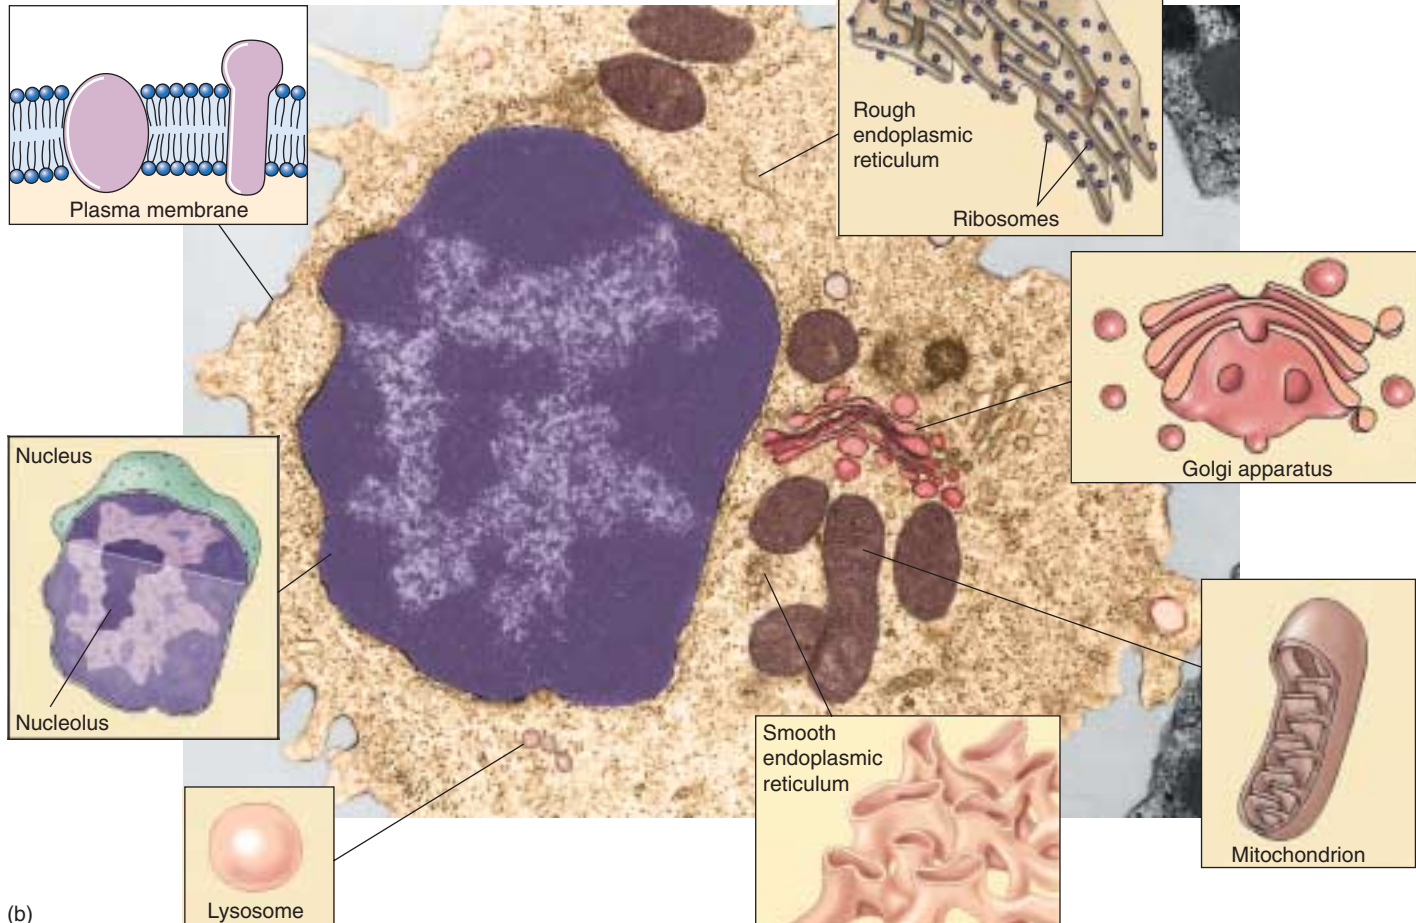 Plasma membrane
Rough
endoplasmic
reticulum
Ribosomes
Golgi apparatus
Nucleus
Nucleolus
Smooth
endoplasmic
reticulum
Mitochondrion
Lysosome
(b)